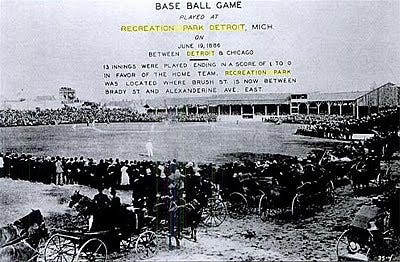 BASE BALL GAME
PLAYED AT
RECREATION PARK DETROIT, MICH.
ON
JUNE 19, 1886
BETWEEN DETROIT & CHICAGO
13 INNINGS WERE PLAYED ENDING IN A SCORE OF 1 TO 0
IN FAVOR OF THE HOME TEAM. RECREATION PARK
WAS LOCATED WHERE BRUSH ST IS NOW BETWEEN
BRADY ST AND ALEXANDERINE AVE. EAST.